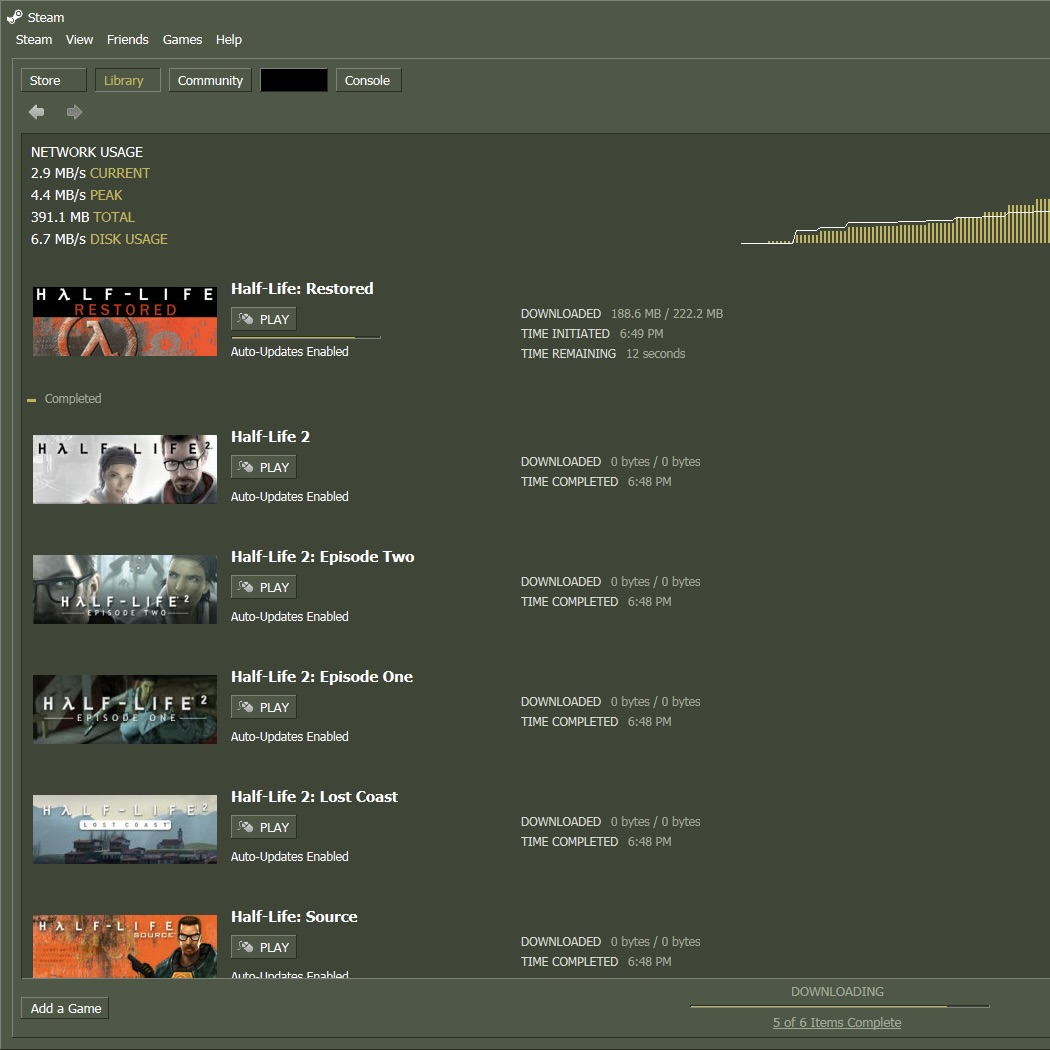 Steam
Steam View Friends Games Help
Store Library Community Console
NETWORK USAGE
2.9 MB/s CURRENT
4.4 MB/s PEAK
391.1 MB TOTAL
6.7 MB/s DISK USAGE
HλLF-LIFE
RESTORED
Half-Life: Restored
PLAY
Auto-Updates Enabled
DOWNLOADED 188.6 MB / 222.2 MB
TIME INITIATED 6:49 PM
TIME REMAINING 12 seconds
Completed
HλLF-LIFE²
Half-Life 2
PLAY
Auto-Updates Enabled
DOWNLOADED 0 bytes / 0 bytes
TIME COMPLETED 6:48 PM
HλLF-LIFE²
EPISODE TWO
Half-Life 2: Episode Two
PLAY
Auto-Updates Enabled
DOWNLOADED 0 bytes / 0 bytes
TIME COMPLETED 6:48 PM
HλLF-LIFE²
EPISODE ONE
Half-Life 2: Episode One
PLAY
Auto-Updates Enabled
DOWNLOADED 0 bytes / 0 bytes
TIME COMPLETED 6:48 PM
HλLF-LIFE²
LOST COAST
Half-Life 2: Lost Coast
PLAY
Auto-Updates Enabled
DOWNLOADED 0 bytes / 0 bytes
TIME COMPLETED 6:48 PM
HλLF-LIFE
SOURCE
Half-Life: Source
PLAY
Auto-Updates Enabled
DOWNLOADED 0 bytes / 0 bytes
TIME COMPLETED 6:48 PM
Add a Game
DOWNLOADING
5 of 6 Items Complete